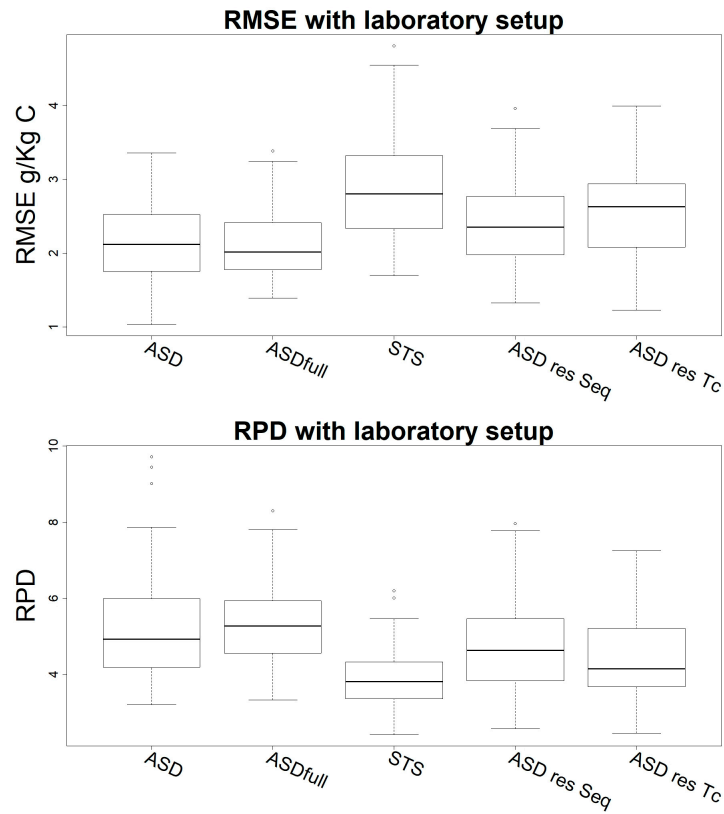 RMSE with laboratory setup
RMSE g/Kg C
4
3
2
1
ASD
ASDfull
STS
ASD res Seq
ASD res Tc
RPD with laboratory setup
RPD
10
8
6
4
ASD
ASDfull
STS
ASD res Seq
ASD res Tc